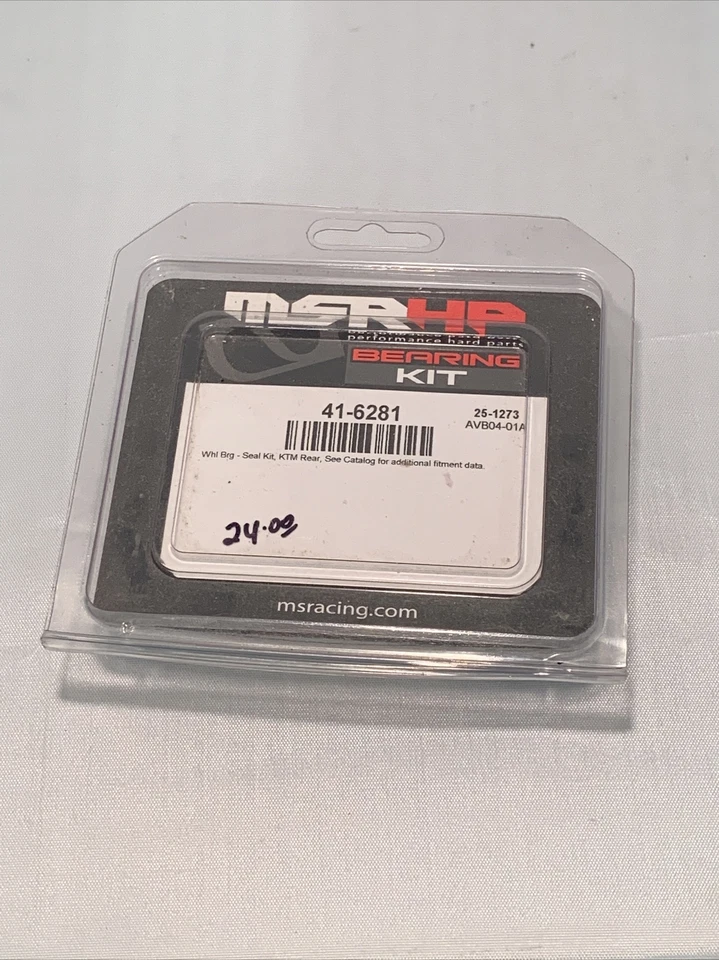 MSRHP
performance hard parts
BEARING
KIT
41-6281
25-1273
AVB04-01A
Whl Brg - Seal Kit, KTM Rear, See Catalog for additional fitment data.
24.00
msracing.com